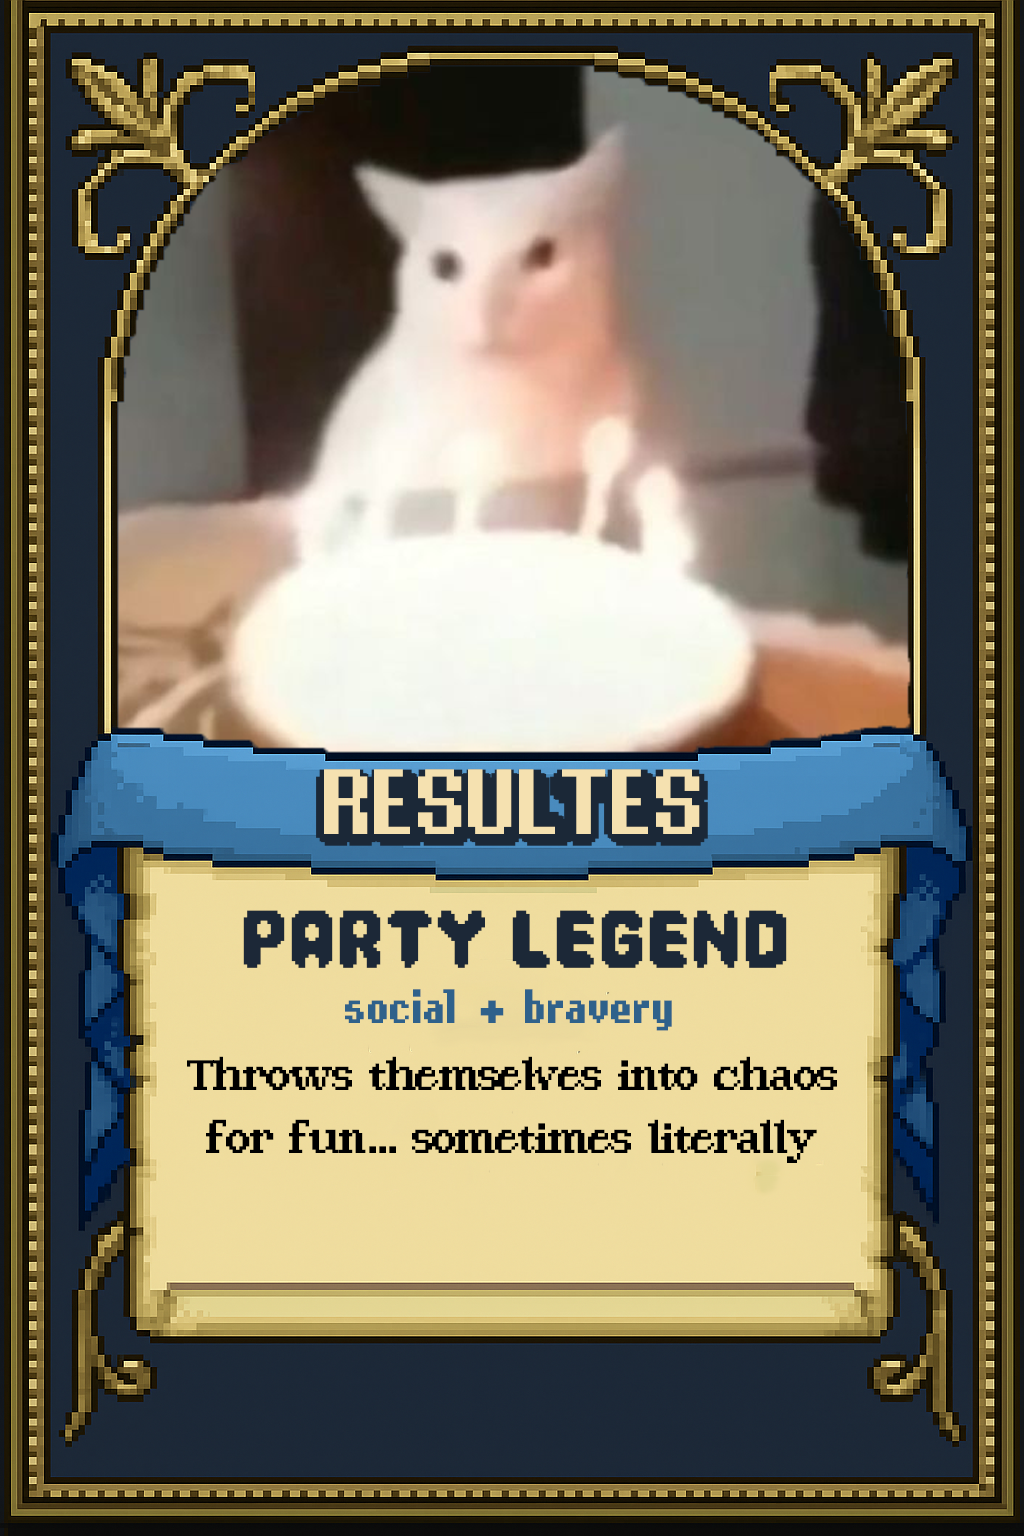 RESULTES
PARTY LEGEND
social + bravery
Throws themselves into chaos
for fun... sometimes literally